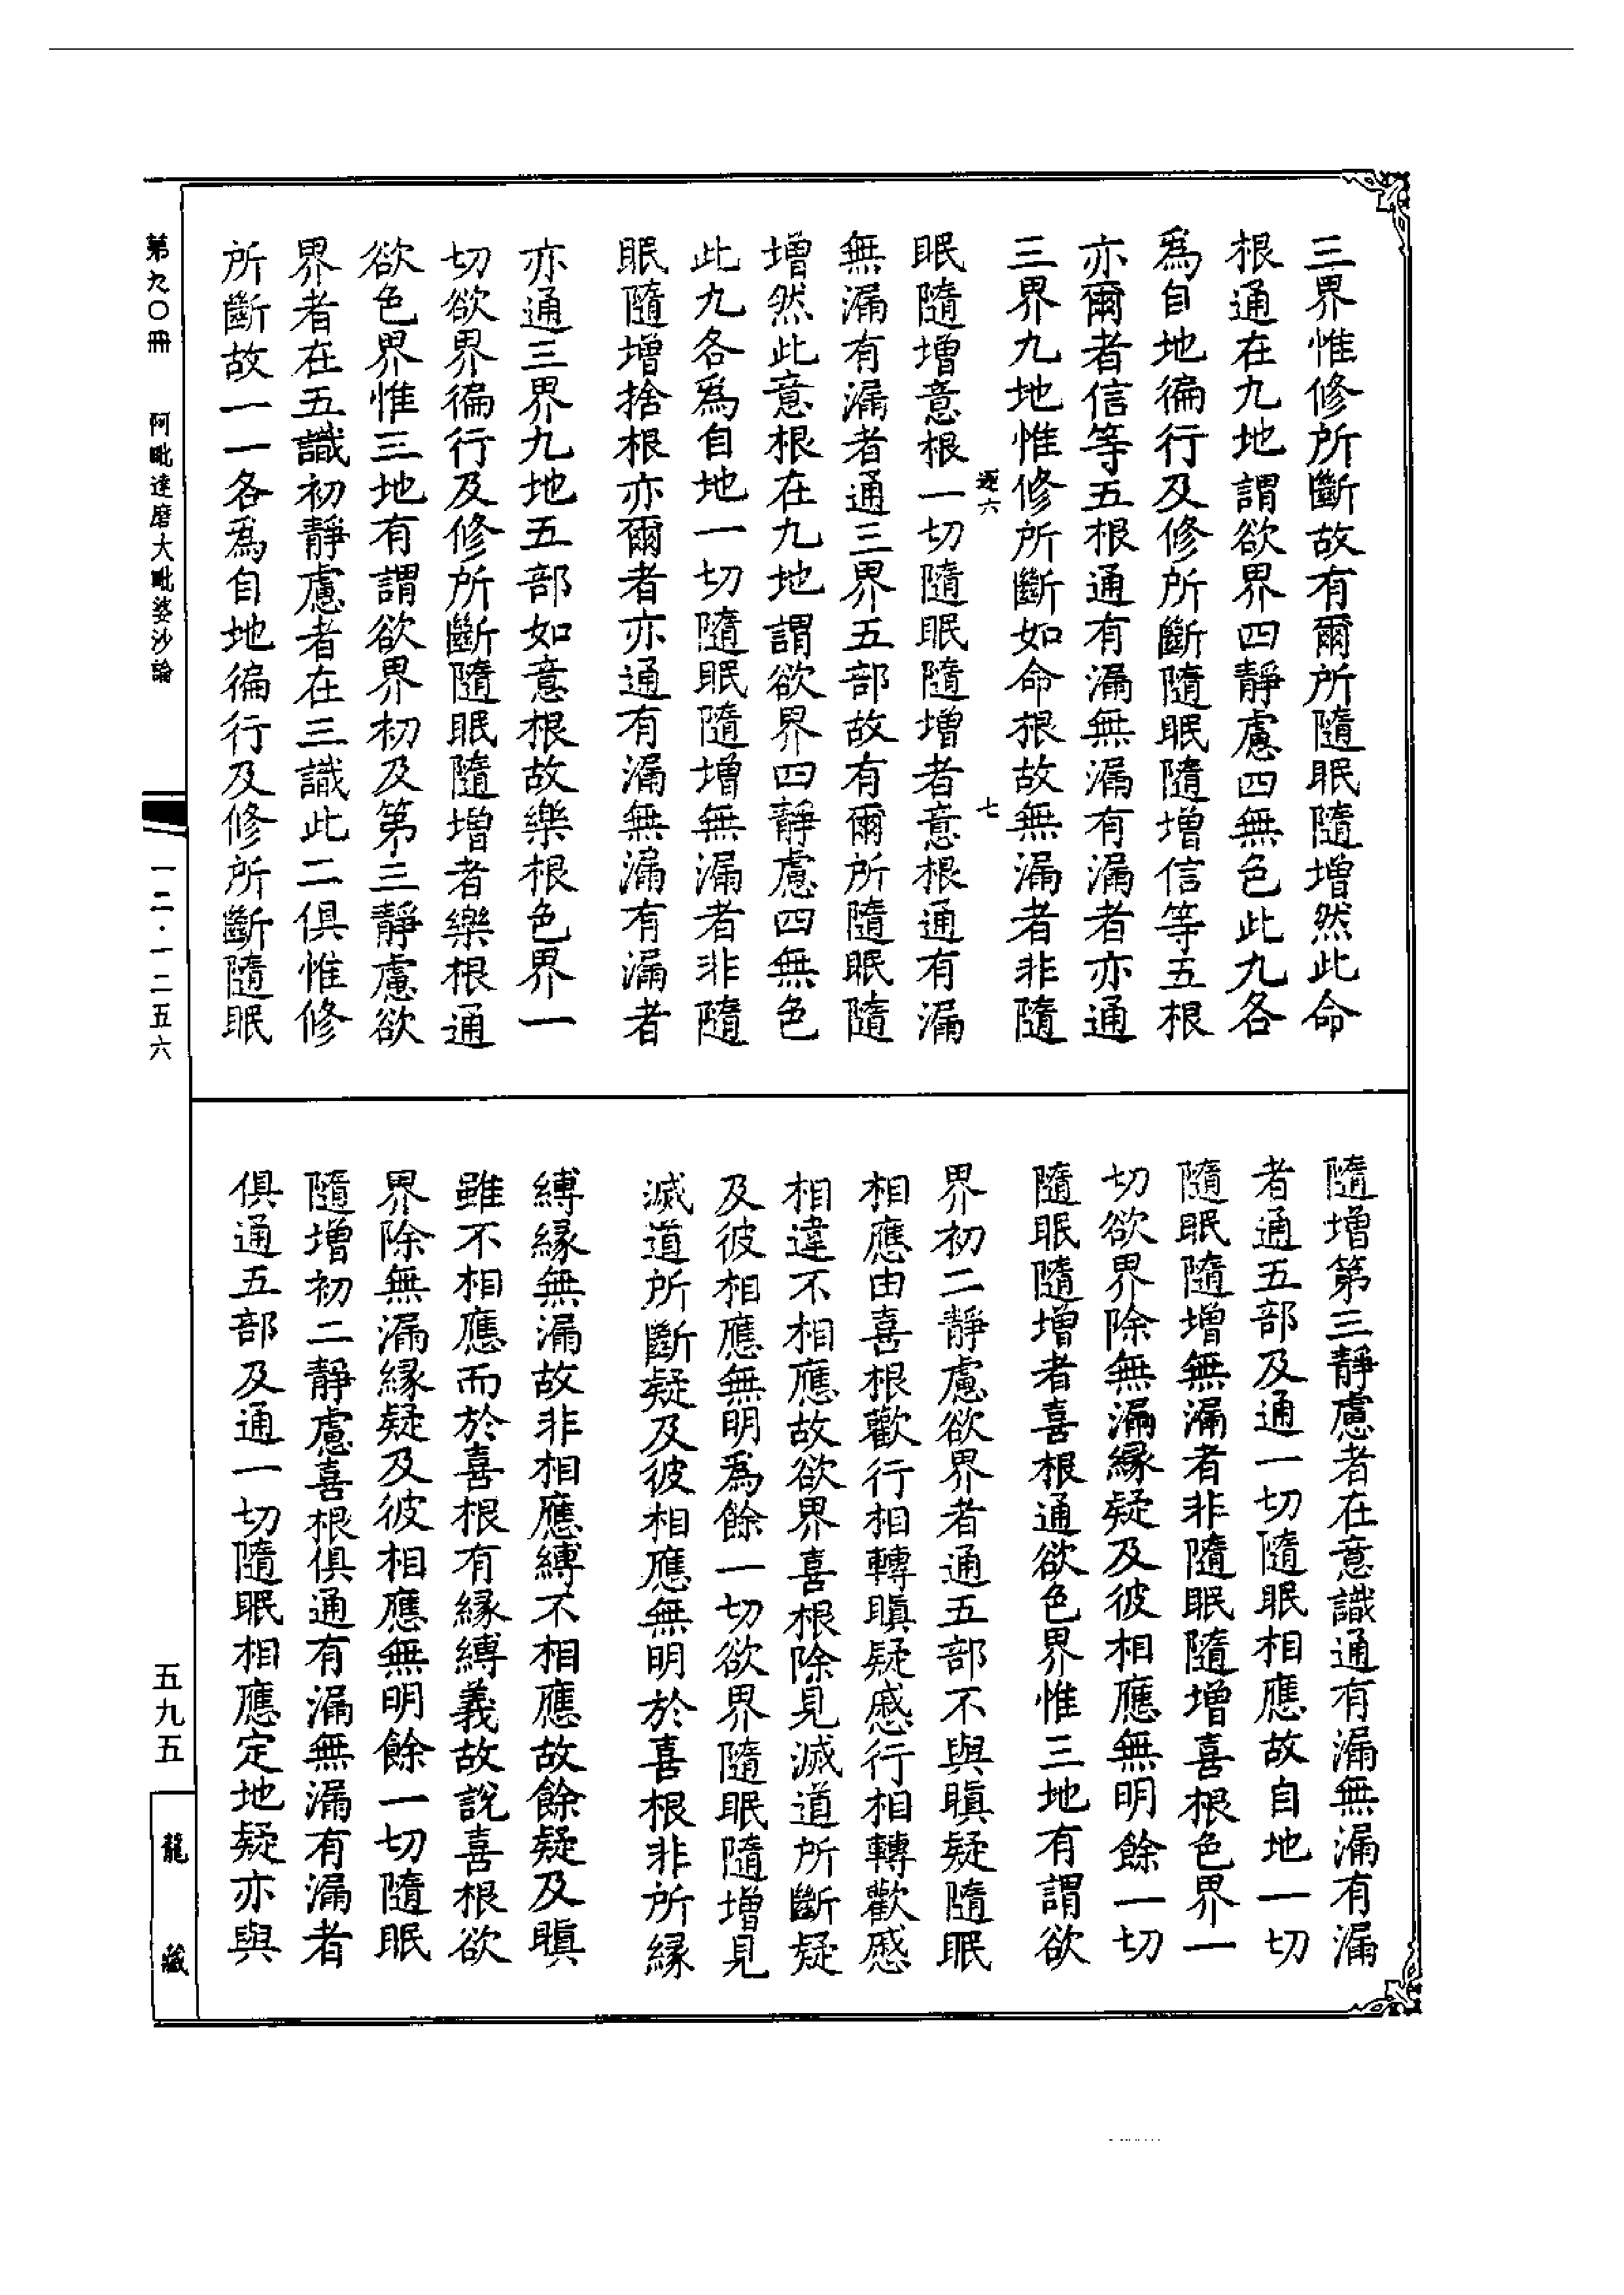 三界惟修所斷故有爾所隨眠隨增然此命
根通在九地謂欲界四靜慮四無色此九各
爲自地徧行及修所斷隨眠隨增信等五根
亦爾者信等五根通有漏無漏有漏者亦通
三界九地惟修所斷如命根故無漏者非隨
七
眠隨增意根一切隨眠隨增者意根通有漏
無漏有漏者通三界五部故有爾所隨眠隨
增然此意根在九地謂欲界四靜慮四無色
此九各爲自地一切隨眠隨增無漏者非隨
眠隨增捨根亦爾者亦通有漏無漏有漏者
亦通三界九地五部如意根故樂根色界一
切欲界徧行及修所斷隨眠隨增者樂根通
欲色界惟三地有謂欲界初及第三靜慮欲
界者在五識初靜慮者在三識此二俱惟修
所斷故一一各爲自地徧行及修所斷隨眠
隨增第三靜慮者在意識通有漏無漏有漏
者通五部及通一切隨眠相應故自地一切
隨眠隨增無漏者非隨眠隨增喜根色界一
切欲界除無漏緣疑及彼相應無明餘一切
隨眠隨增者喜根通欲色界惟三地有謂欲
界初二靜慮欲界者通五部不與瞋疑隨眠
相應由喜根歡行相轉瞋疑慼行相轉歡慼
相違不相應故欲界喜根除見滅道所斷疑
及彼相應無明爲餘一切欲界隨眠隨增見
滅道所斷疑及彼相應無明於喜根非所緣
縛緣無漏故非相應縛不相應故餘疑及瞋
雖不相應而於喜根有緣縛義故說喜根欲
界除無漏緣疑及彼相應無明餘一切隨眠
隨增初二靜慮喜根俱通有漏無漏有漏者
俱通五部及通一切隨眠相應定地疑亦與
第九〇冊 阿毗達磨大毗婆沙論
一二·一二五六
五九五
龍藏